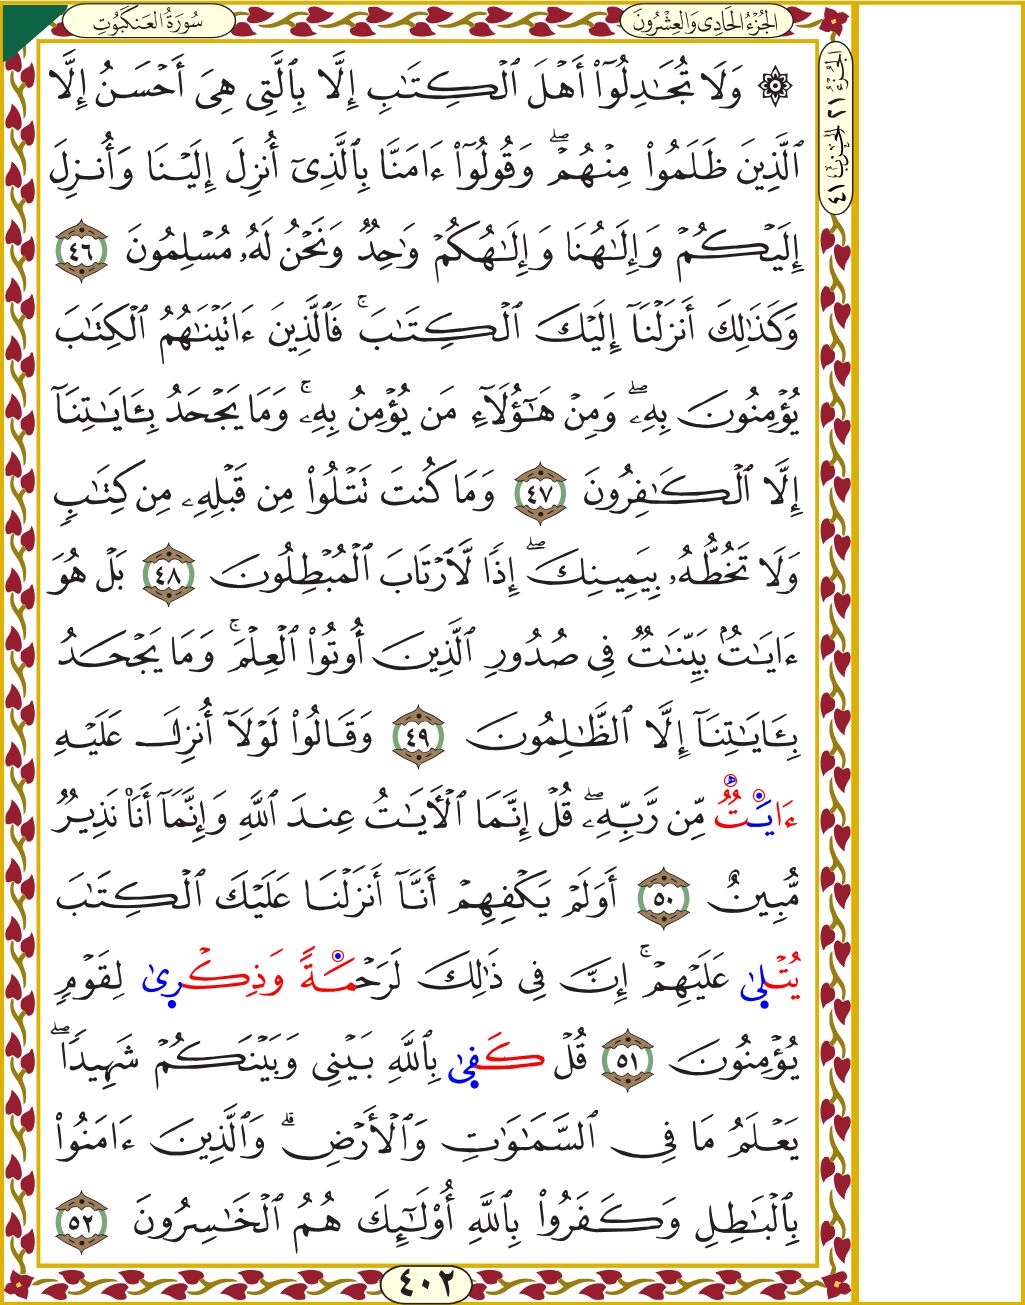 سُورَةُ العَنكَبُوتِ
الجُزْءُ الحَادِى وَالعِشْرُونَ
الجُزْءُ ٢١ الحِزْبُ ٤١
۞ وَلَا تُجَٰدِلُوٓا۟ أَهْلَ ٱلْكِتَٰبِ إِلَّا بِٱلَّتِى هِىَ أَحْسَنُ إِلَّا
ٱلَّذِينَ ظَلَمُوا۟ مِنْهُمْۖ وَقُولُوٓا۟ ءَامَنَّا بِٱلَّذِىٓ أُنزِلَ إِلَيْنَا وَأُنزِلَ
إِلَيْكُمْ وَإِلَٰهُنَا وَإِلَٰهُكُمْ وَٰحِدٌ وَنَحْنُ لَهُۥ مُسْلِمُونَ ٤٦
وَكَذَٰلِكَ أَنزَلْنَآ إِلَيْكَ ٱلْكِتَٰبَۚ فَٱلَّذِينَ ءَاتَيْنَٰهُمُ ٱلْكِتَٰبَ
يُؤْمِنُونَ بِهِۦۖ وَمِنْ هَٰٓؤُلَآءِ مَن يُؤْمِنُ بِهِۦۚ وَمَا يَجْحَدُ بِـَٔايَٰتِنَآ
إِلَّا ٱلْكَٰفِرُونَ ٤٧ وَمَا كُنتَ تَتْلُوا۟ مِن قَبْلِهِۦ مِن كِتَٰبٍ
وَلَا تَخُطُّهُۥ بِيَمِينِكَۖ إِذًا لَّٱرْتَابَ ٱلْمُبْطِلُونَ ٤٨ بَلْ هُوَ
ءَايَٰتٌۢ بَيِّنَٰتٌ فِى صُدُورِ ٱلَّذِينَ أُوتُوا۟ ٱلْعِلْمَۚ وَمَا يَجْحَدُ
بِـَٔايَٰتِنَآ إِلَّا ٱلظَّٰلِمُونَ ٤٩ وَقَالُوا۟ لَوْلَآ أُنزِلَ عَلَيْهِ
ءَايَتٌ مِّن رَّبِّهِۦۖ قُلْ إِنَّمَا ٱلْأَيَٰتُ عِندَ ٱللَّهِ وَإِنَّمَآ أَنَا۠ نَذِيرٌ
مُّبِينٌ ٥٠ أَوَلَمْ يَكْفِهِمْ أَنَّآ أَنزَلْنَا عَلَيْكَ ٱلْكِتَٰبَ
يُتْلَىٰ عَلَيْهِمْۚ إِنَّ فِى ذَٰلِكَ لَرَحْمَةً وَذِكْرَىٰ لِقَوْمٍ
يُؤْمِنُونَ ٥١ قُلْ كَفَىٰ بِٱللَّهِ بَيْنِى وَبَيْنَكُمْ شَهِيدًاۖ
يَعْلَمُ مَا فِى ٱلسَّمَٰوَٰتِ وَٱلْأَرْضِۗ وَٱلَّذِينَ ءَامَنُوا۟
بِٱلْبَٰطِلِ وَكَفَرُوا۟ بِٱللَّهِ أُو۟لَٰٓئِكَ هُمُ ٱلْخَٰسِرُونَ ٥٢
٤٠٢